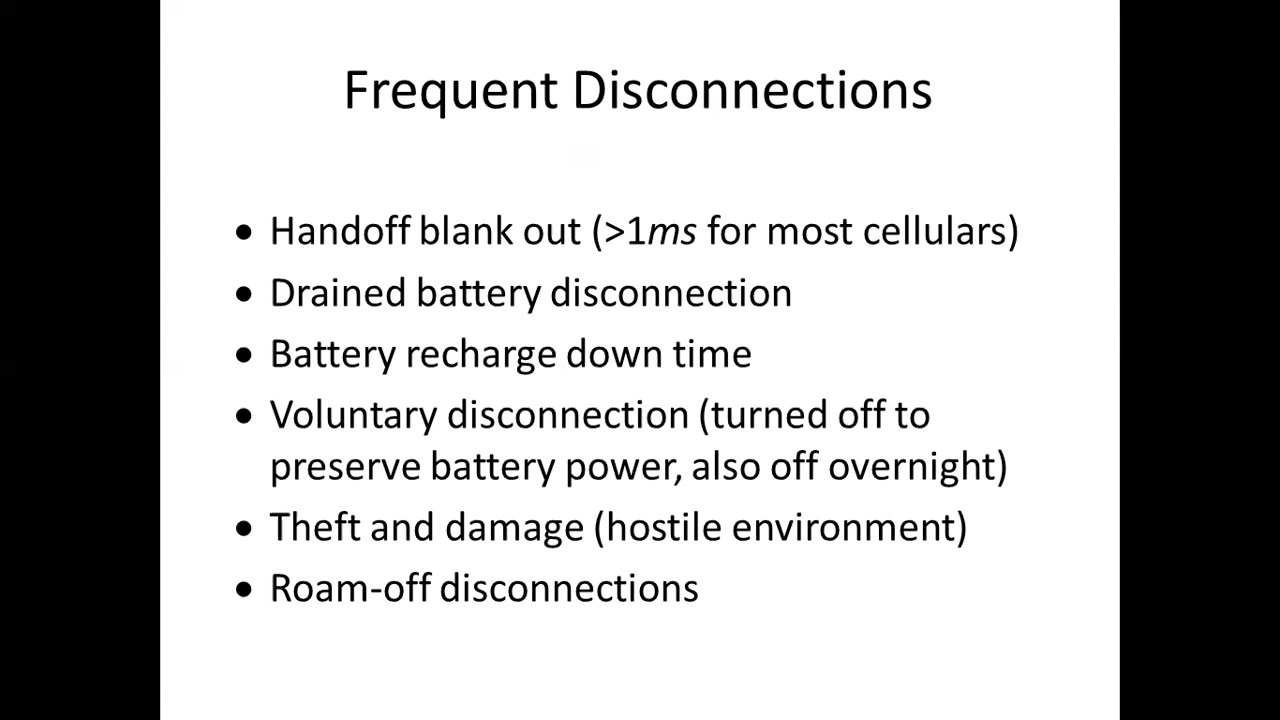 Frequent Disconnections
• Handoff blank out (>1ms for most cellulars)
• Drained battery disconnection
• Battery recharge down time
• Voluntary disconnection (turned off to
preserve battery power, also off overnight)
• Theft and damage (hostile environment)
• Roam-off disconnections